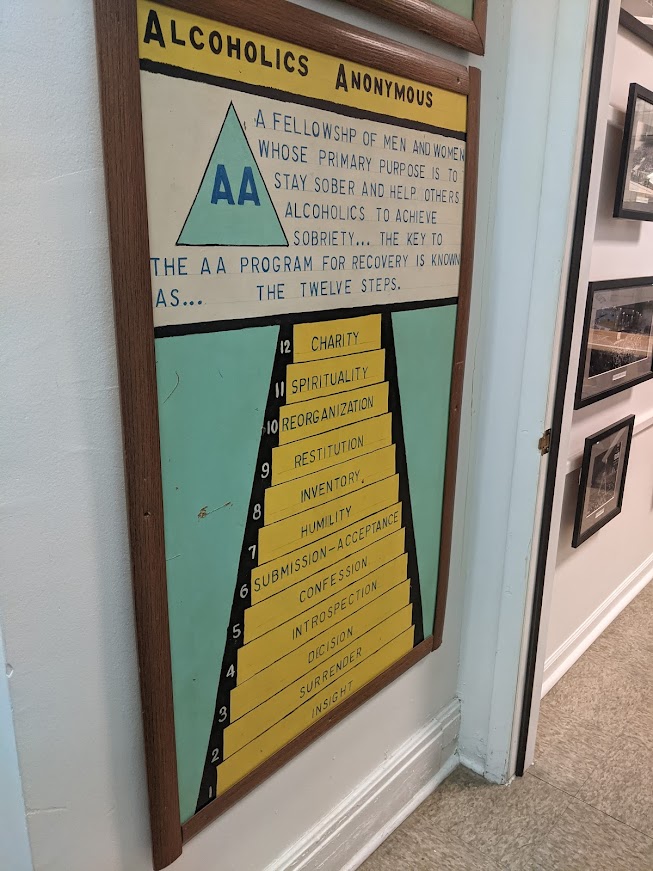 ALCOHOLICS ANONYMOUS
A FELLOWSHP OF MEN AND WOMEN
WHOSE PRIMARY PURPOSE IS TO
AA STAY SOBER AND HELP OTHERS
ALCOHOLICS TO ACHIEVE
SOBRIETY... THE KEY TO
THE AA PROGRAM FOR RECOVERY IS KNOWN
AS... THE TWELVE STEPS.
12 CHARITY
11 SPIRITUALITY
10 REORGANIZATION
9 RESTITUTION
8 INVENTORY
7 HUMILITY
6 SUBMISSION-ACCEPTANCE
5 CONFESSION
4 INTROSPECTION
3 DECISION
2 SURRENDER
1 INSIGHT